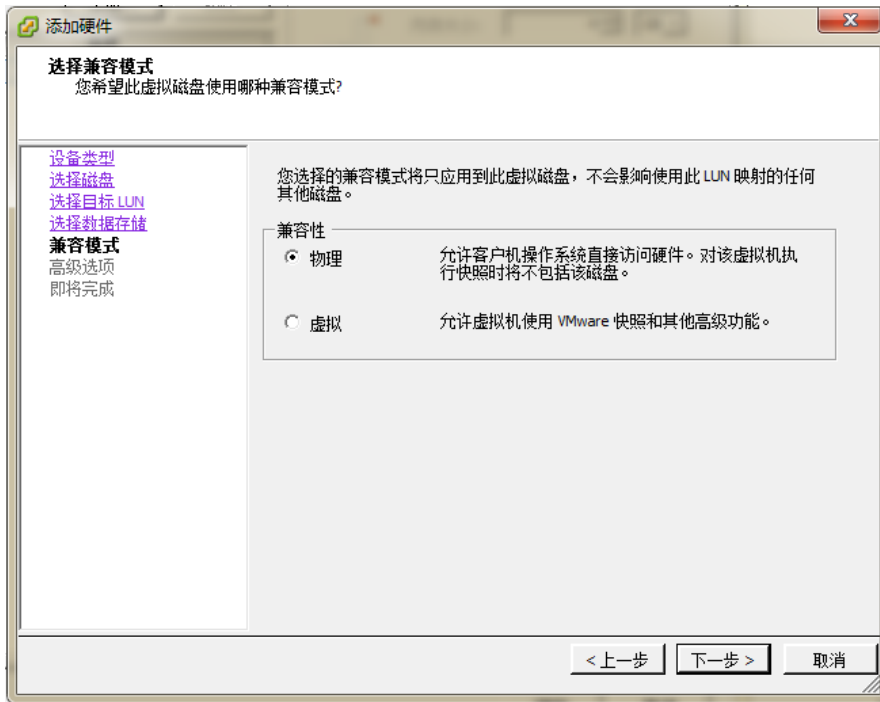 添加硬件
选择兼容模式
您希望此虚拟磁盘使用哪种兼容模式?
设备类型
选择磁盘
选择目标 LUN
选择数据存储
兼容模式
高级选项
即将完成
您选择的兼容模式将只应用到此虚拟磁盘，不会影响使用此 LUN 映射的任何
其他磁盘。
兼容性
物理
允许客户机操作系统直接访问硬件。对该虚拟机执
行快照时将不包括该磁盘。
虚拟
允许虚拟机使用 VMware 快照和其他高级功能。
<上一步
下一步 >
取消